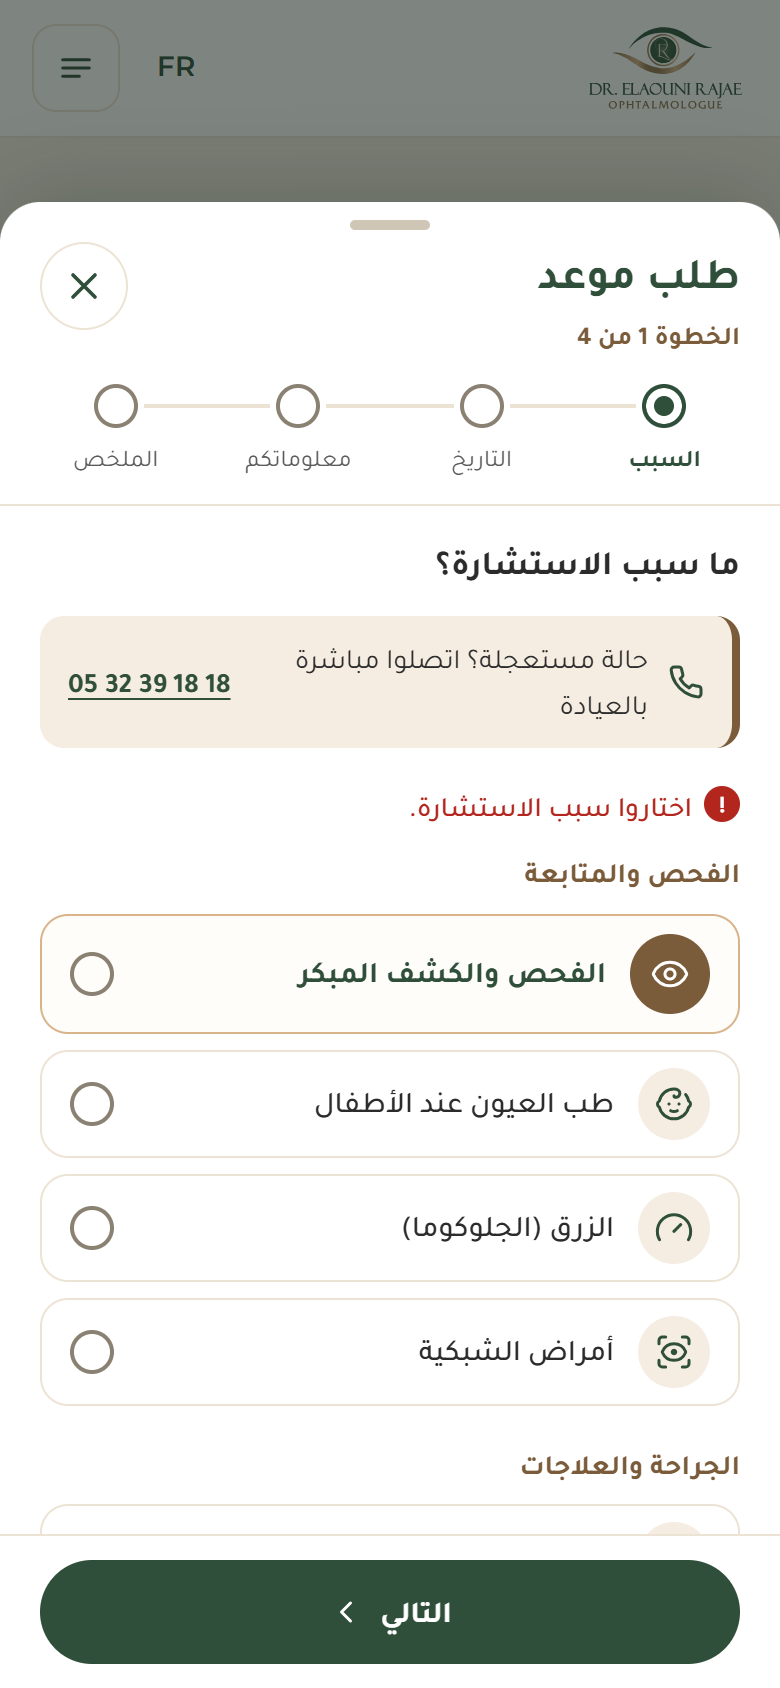 FR
DR. ELAOUNI RAJAE
OPHTALMOLOGUE
طلب موعد
الخطوة 1 من 4
السبب
التاريخ
معلوماتكم
الملخص
ما سبب الاستشارة؟
حالة مستعجلة؟ اتصلوا مباشرة
بالعيادة
05 32 39 18 18
اختاروا سبب الاستشارة.
الفحص والمتابعة
الفحص والكشف المبكر
طب العيون عند الأطفال
الزرق (الجلوكوما)
أمراض الشبكية
الجراحة والعلاجات
التالي